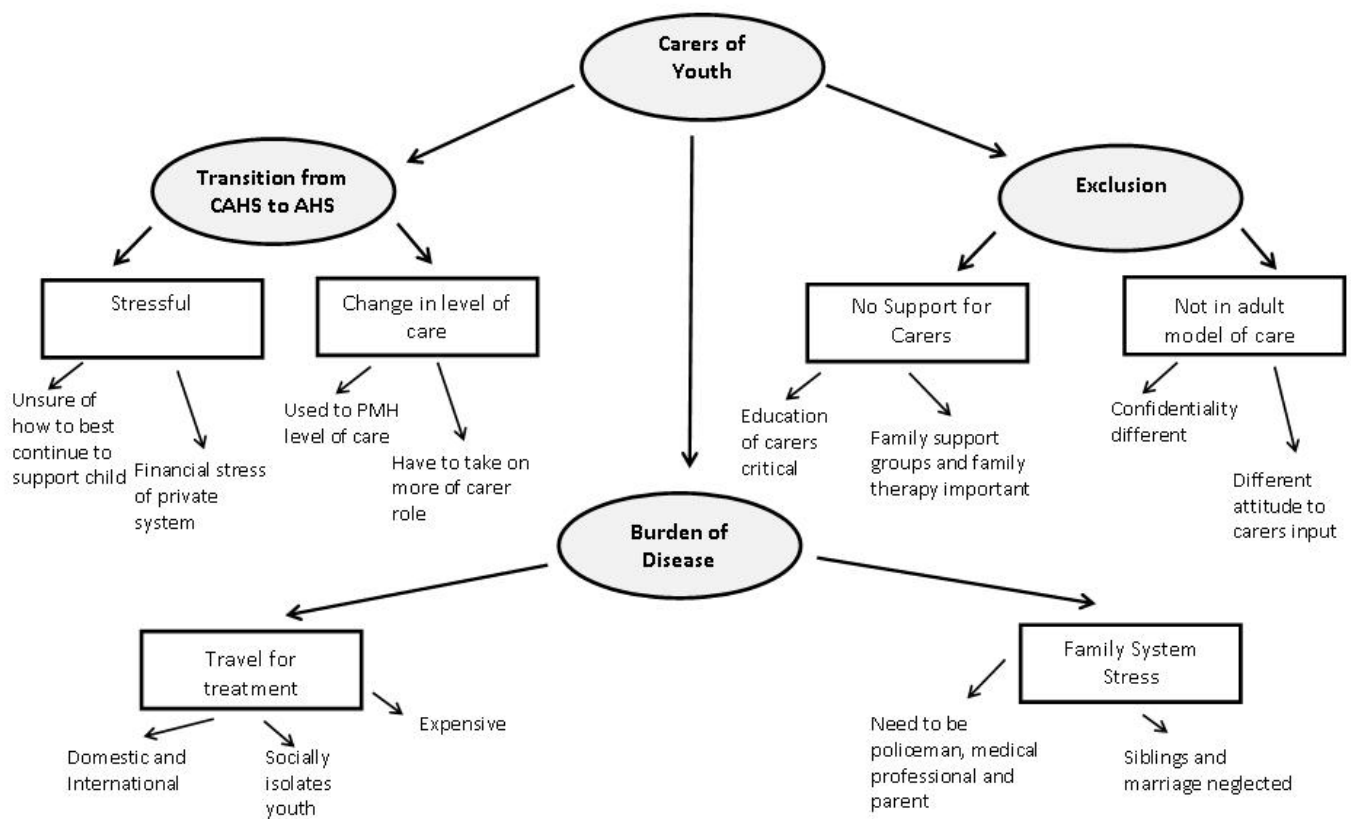 Carers of
Youth
Transition from
CAHS to AHS
Exclusion
Stressful
Change in level of
care
No Support for
Carers
Not in adult
model of care
Unsure of
how to best
continue to
support child
Financial stress
of private
system
Used to PMH
level of care
Have to take on
more of carer
role
Education
of carers
critical
Family support
groups and family
therapy important
Confidentiality
different
Different
attitude to
carers input
Burden of
Disease
Travel for
treatment
Family System
Stress
Domestic and
International
Socially
isolates
youth
Expensive
Need to be
policeman, medical
professional and
parent
Siblings and
marriage neglected